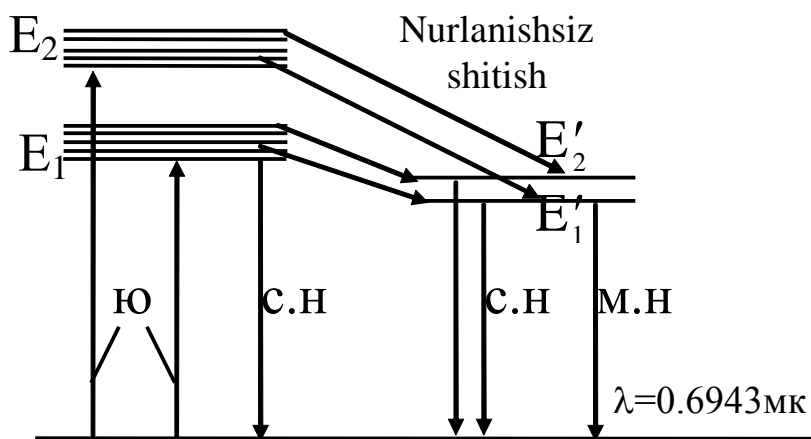 E₂
Nurlanishsiz
shitish
E₁
E′₂
E′₁
ю
с.н
с.н
м.н
λ=0.6943мк